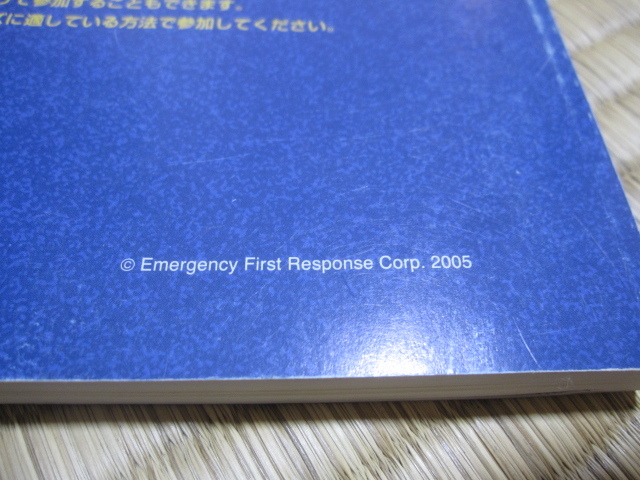 て参加することもできます。
に適している方法で参加してください。
© Emergency First Response Corp. 2005